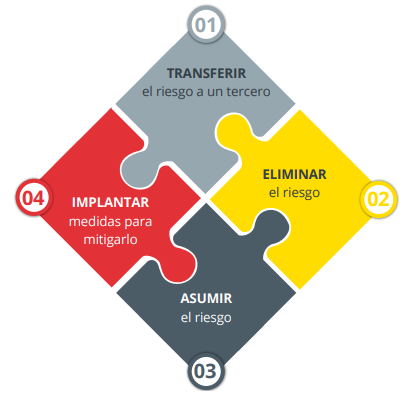 01
TRANSFERIR
el riesgo a un tercero
02
ELIMINAR
el riesgo
03
ASUMIR
el riesgo
04
IMPLANTAR
medidas para
mitigarlo